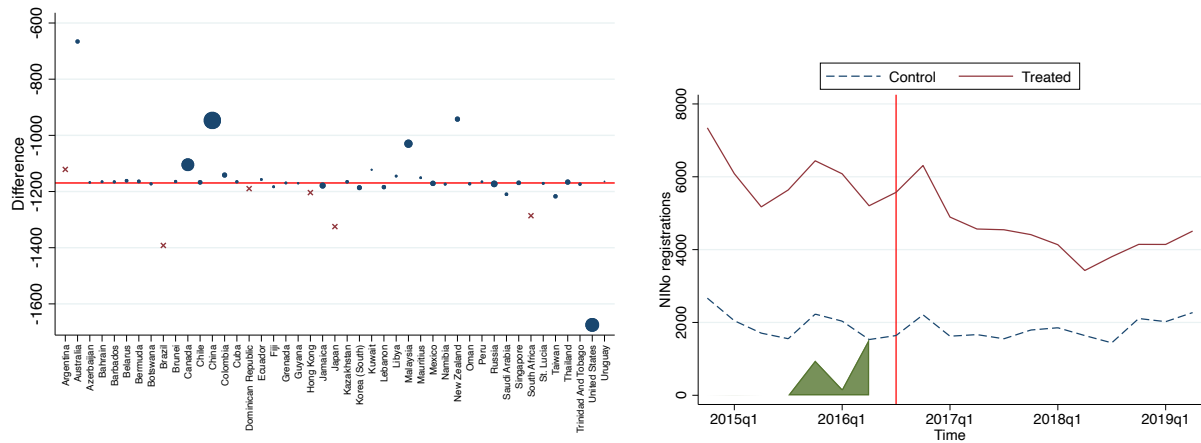 -600
-800
-1000
-1200
-1400
-1600
Difference
Argentina
Australia
Azerbaijan
Bahrain
Barbados
Belarus
Bermuda
Botswana
Brazil
Brunei
Canada
Chile
China
Colombia
Cuba
Dominican Republic
Ecuador
Fiji
Grenada
Guyana
Hong Kong
Jamaica
Japan
Kazakhstan
Korea (South)
Kuwait
Lebanon
Libya
Malaysia
Mauritius
Mexico
Namibia
New Zealand
Oman
Peru
Russia
Saudi Arabia
Singapore
South Africa
St. Lucia
Taiwan
Thailand
Trinidad And Tobago
United States
Uruguay
Control Treated
8000
6000
4000
2000
0
NINo registrations
2015q1 2016q1 2017q1 2018q1 2019q1
Time